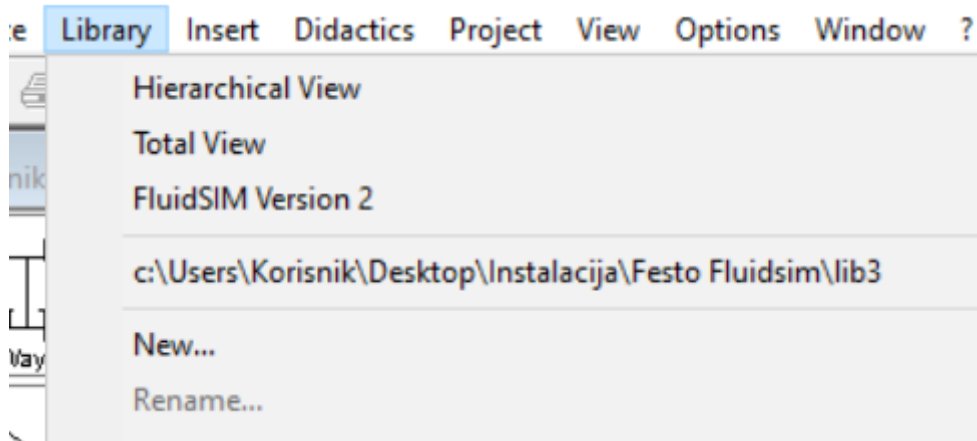 Library Insert Didactics Project View Options Window ?
Hierarchical View
Total View
FluidSIM Version 2
c:\Users\Korisnik\Desktop\Instalacija\Festo Fluidsim\lib3
New...
Rename...